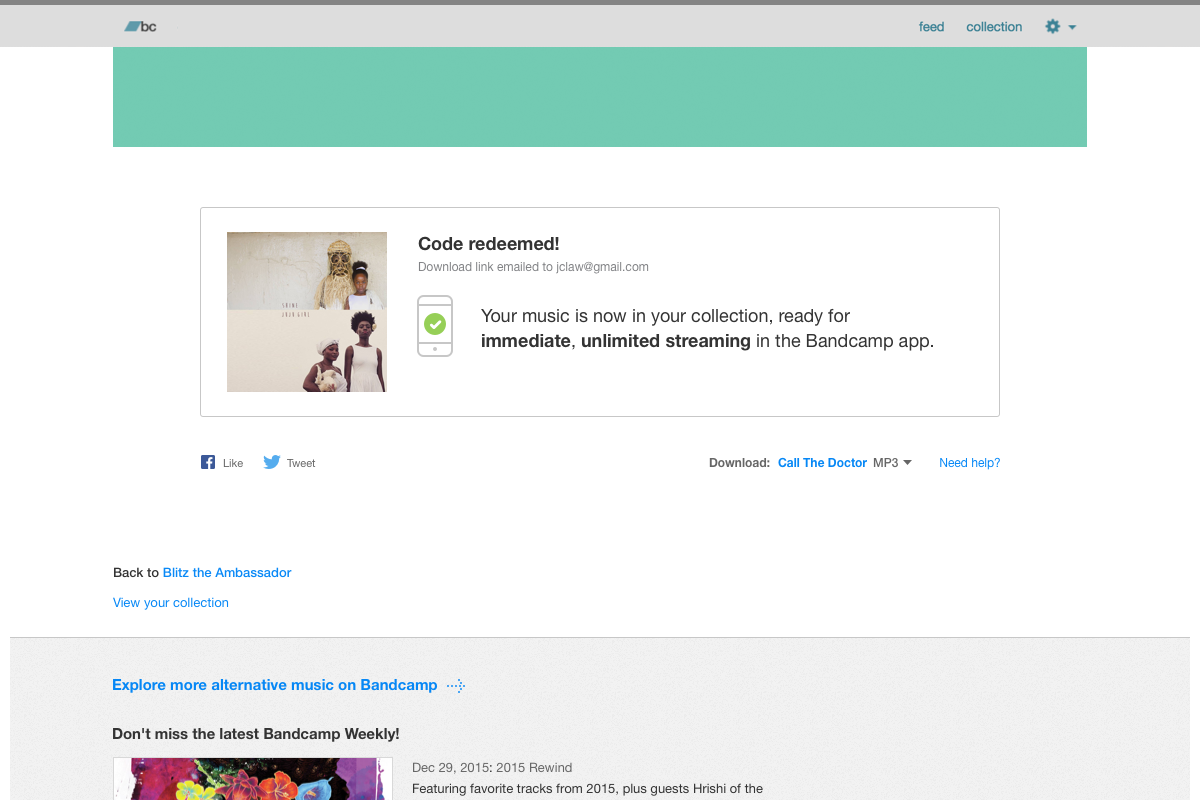 bc
feed
collection
Code redeemed!
Download link emailed to jclaw@gmail.com
Your music is now in your collection, ready for
immediate, unlimited streaming in the Bandcamp app.
Like
Tweet
Download: Call The Doctor MP3
Need help?
Back to Blitz the Ambassador
View your collection
Explore more alternative music on Bandcamp
Don't miss the latest Bandcamp Weekly!
Dec 29, 2015: 2015 Rewind
Featuring favorite tracks from 2015, plus guests Hrishi of the